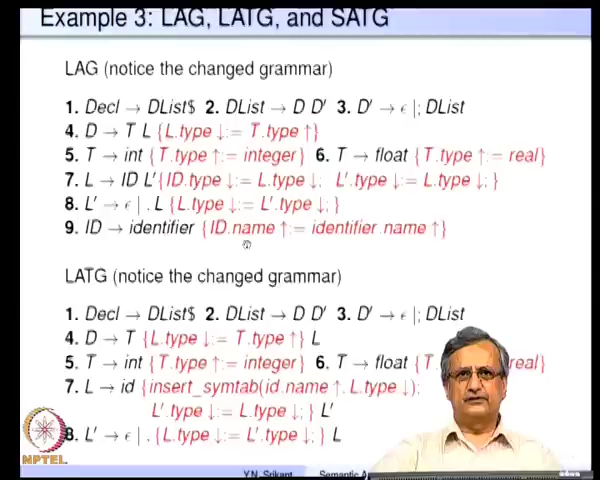 Example 3: LAG, LATG, and SATG
LAG (notice the changed grammar)
1. Decl → DList$ 2. DList → D D′ 3. D′ → ϵ |; DList
4. D → T L {L.type ↓:= T.type ↑}
5. T → int {T.type ↑:= integer} 6. T → float {T.type ↑:= real}
7. L → ID L′{ID.type ↓:= L.type ↓; L′.type ↓:= L.type ↓; }
8. L′ → ϵ | , L {L.type ↓:= L′.type ↓; }
9. ID → identifier {ID.name ↑:= identifier.name ↑}
LATG (notice the changed grammar)
1. Decl → DList$ 2. DList → D D′ 3. D′ → ϵ |; DList
4. D → T {L.type ↓:= T.type ↑} L
5. T → int {T.type ↑:= integer} 6. T → float {T. real}
7. L → id {insert_symtab(id.name ↑, L.type ↓);
L′.type ↓:= L.type ↓; } L′
8. L′ → ϵ | , {L.type ↓:= L′.type ↓; } L
NPTEL
Y.N. Srikant Semantic